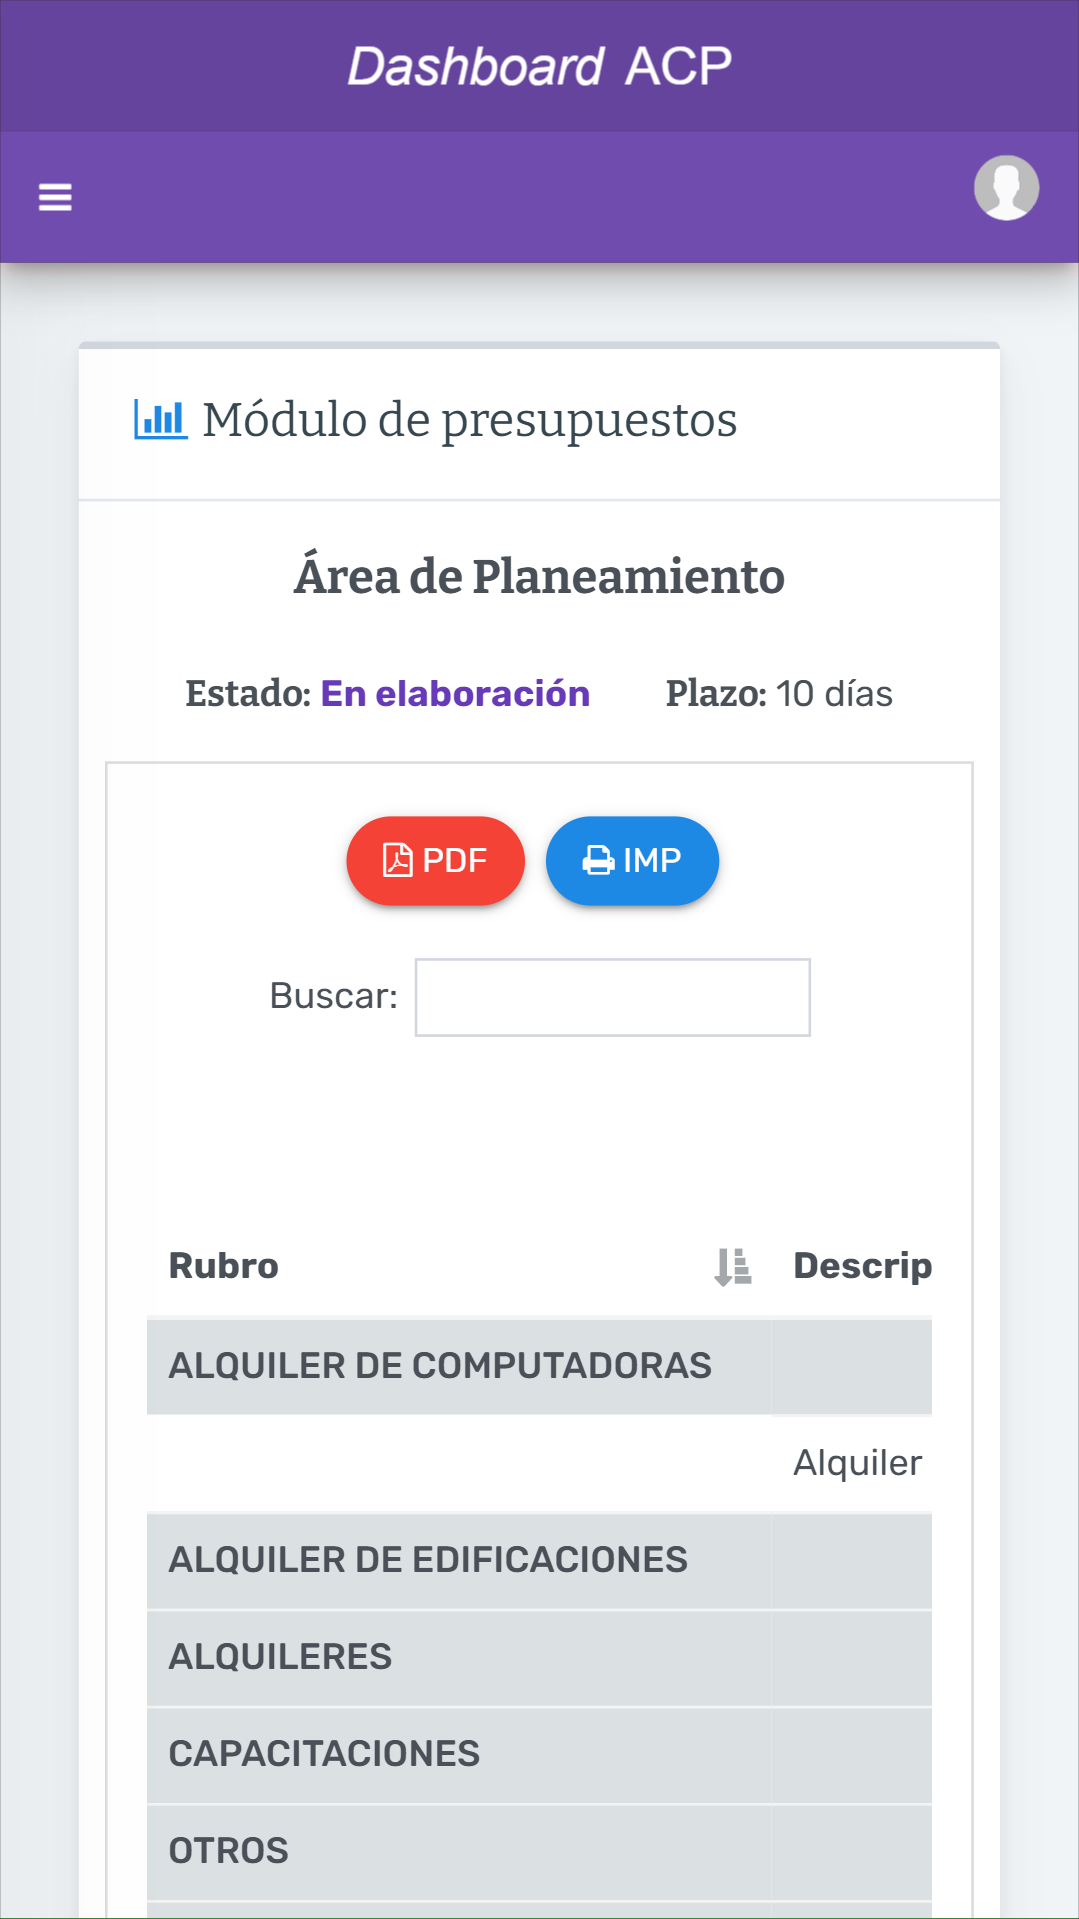 Dashboard ACP
Módulo de presupuestos
Área de Planeamiento
Estado: En elaboración Plazo: 10 días
PDF IMP
Buscar:
Rubro Descrip
ALQUILER DE COMPUTADORAS
Alquiler
ALQUILER DE EDIFICACIONES
ALQUILERES
CAPACITACIONES
OTROS